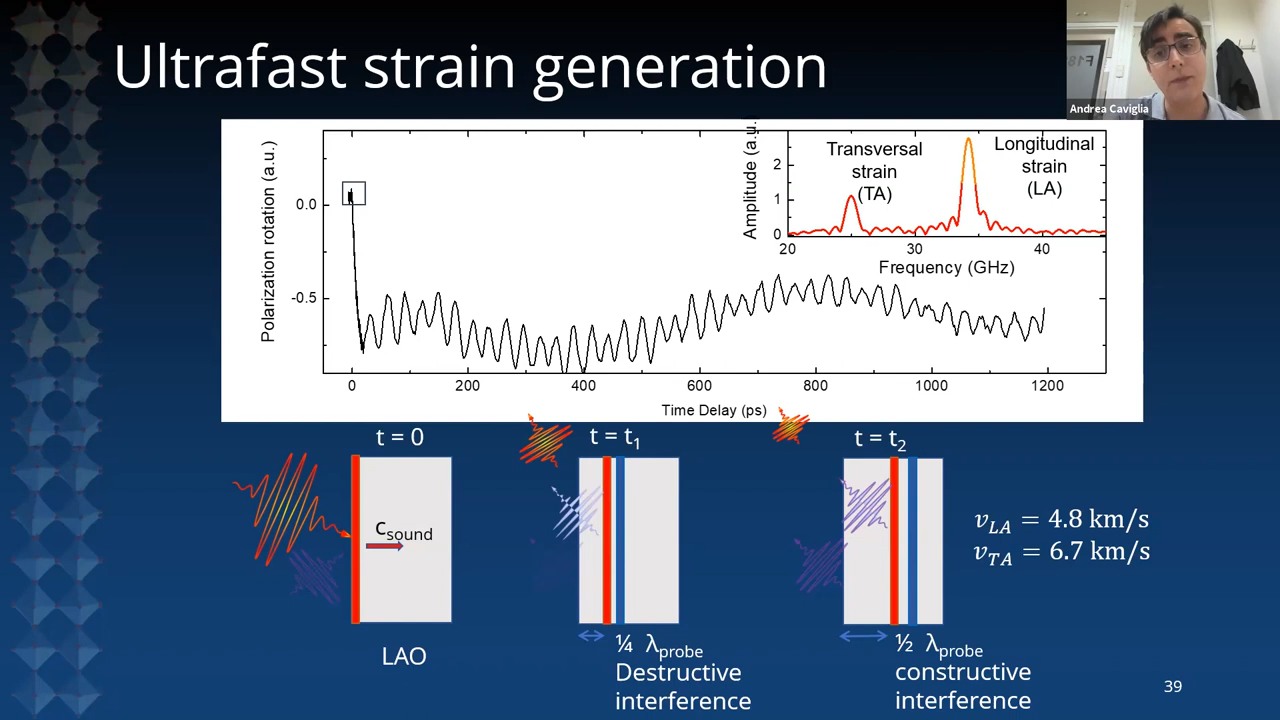 Ultrafast strain generation
Andrea Caviglia
Polarization rotation (a.u.)
0.0
-0.5
0
200
400
600
800
1000
1200
Time Delay (ps)
Amplitude (a.u.
2
1
0
20
30
40
Frequency (GHz)
Transversal
strain
(TA)
Longitudinal
strain
(LA)
t = 0
t = t₁
t = t₂
c_sound
LAO
¼ λ_probe
Destructive
interference
½ λ_probe
constructive
interference
v_LA = 4.8 km/s
v_TA = 6.7 km/s
39